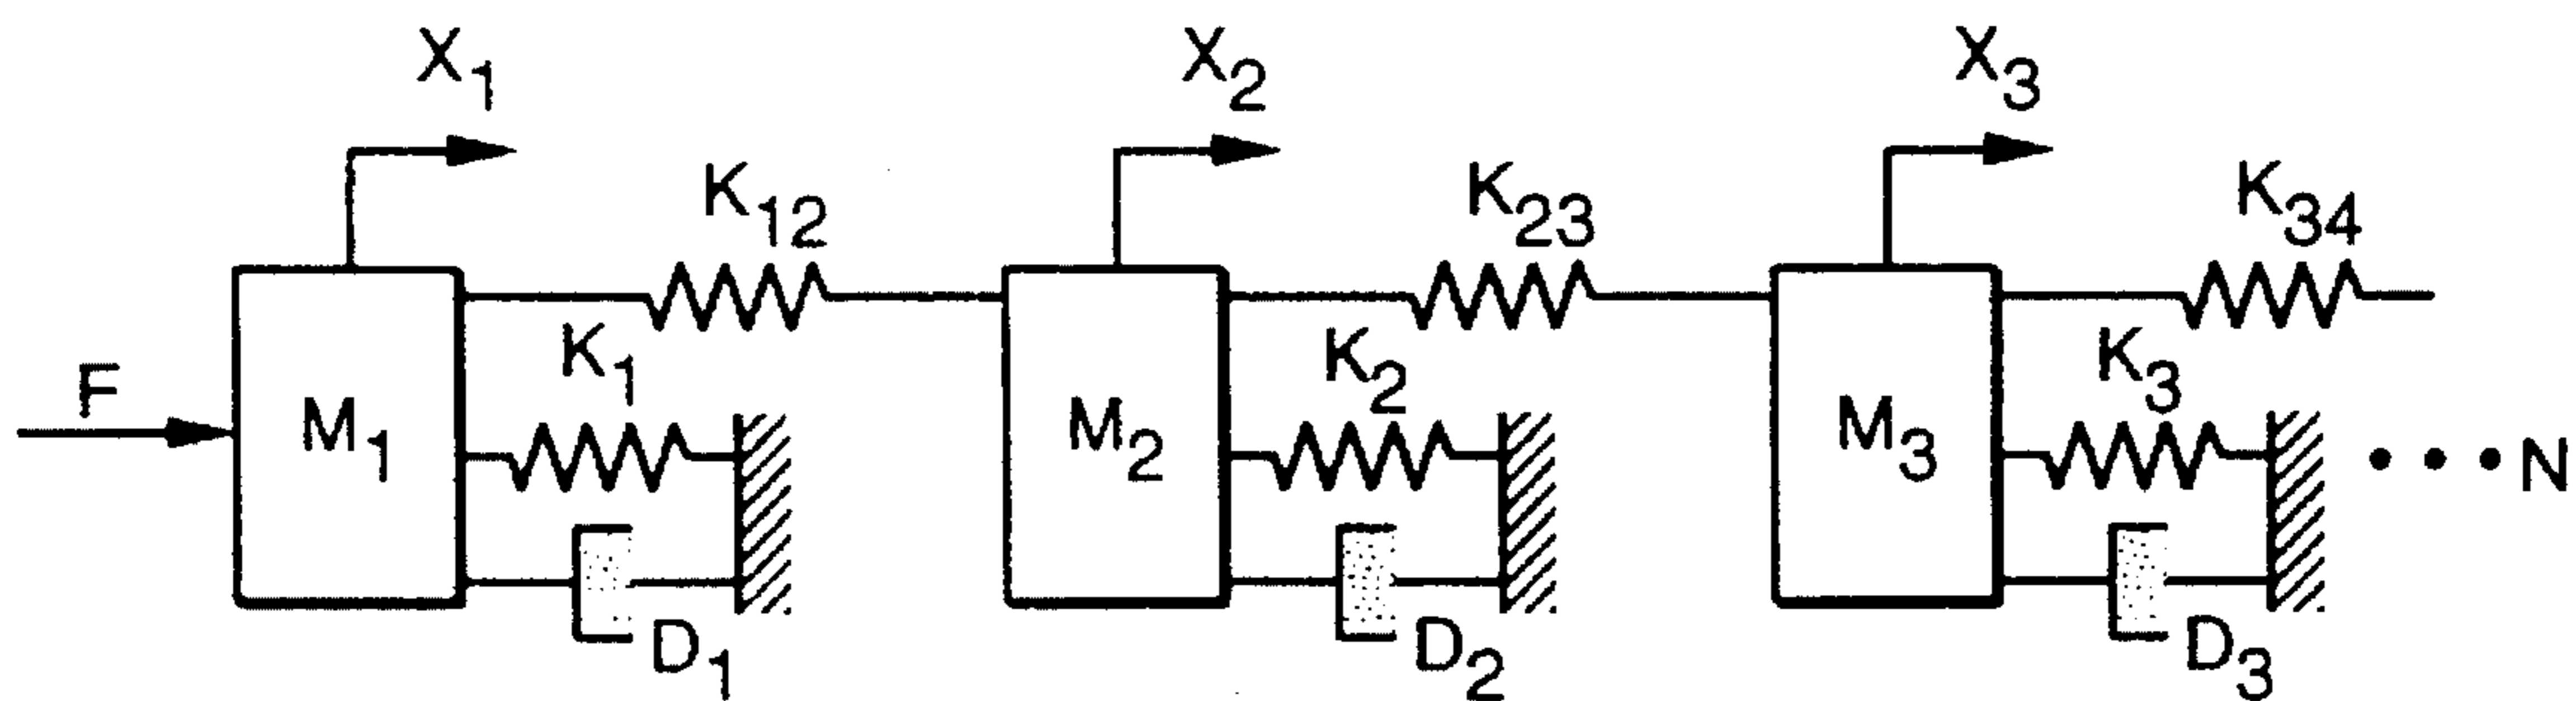 X1 X2 X3
K12 K23 K34
F M1 K1 M2 K2 M3 K3 • • • N
D1 D2 D3